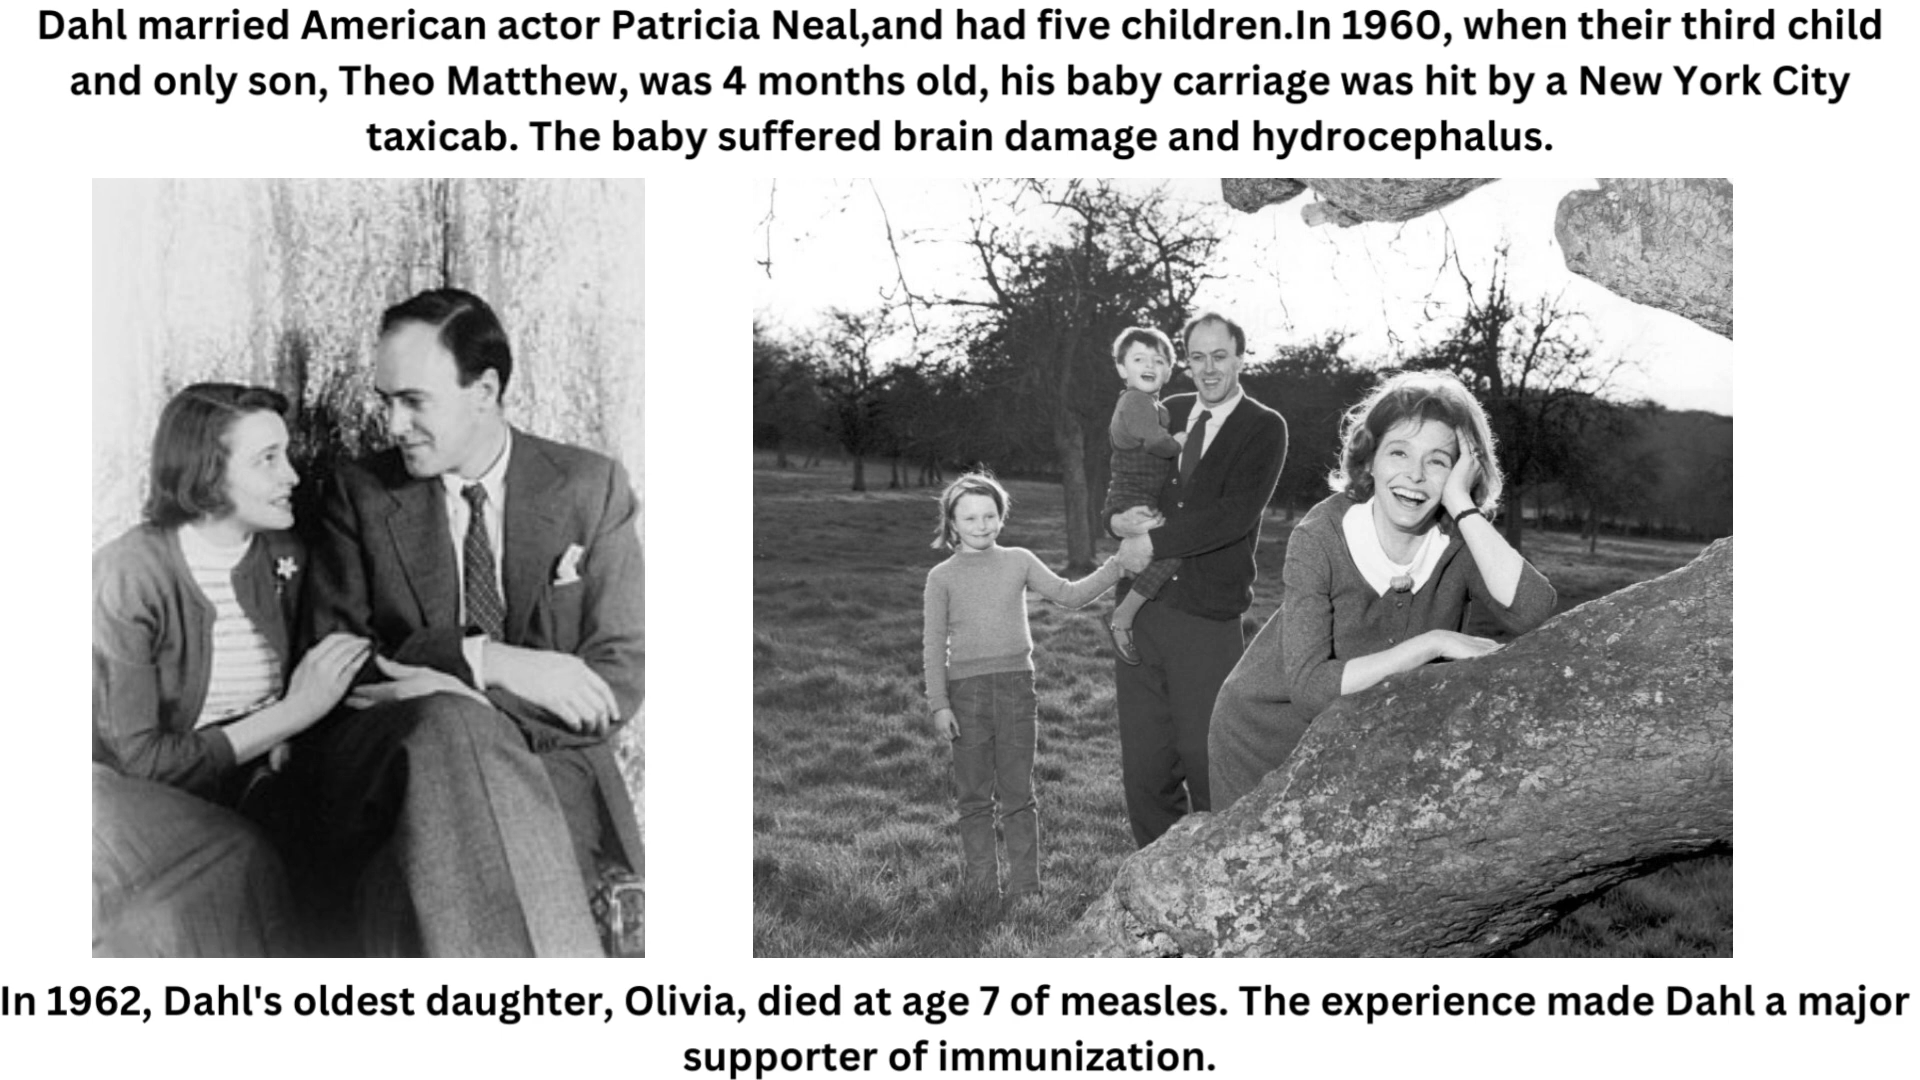 Dahl married American actor Patricia Neal,and had five children.In 1960, when their third child
and only son, Theo Matthew, was 4 months old, his baby carriage was hit by a New York City
taxicab. The baby suffered brain damage and hydrocephalus.
In 1962, Dahl's oldest daughter, Olivia, died at age 7 of measles. The experience made Dahl a major
supporter of immunization.